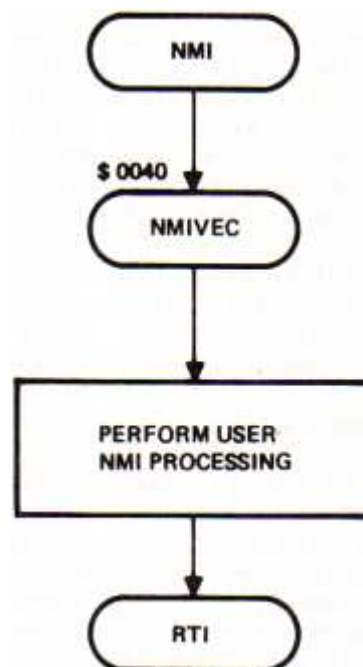 NMI
$ 0040
NMIVEC
PERFORM USER
NMI PROCESSING
RTI